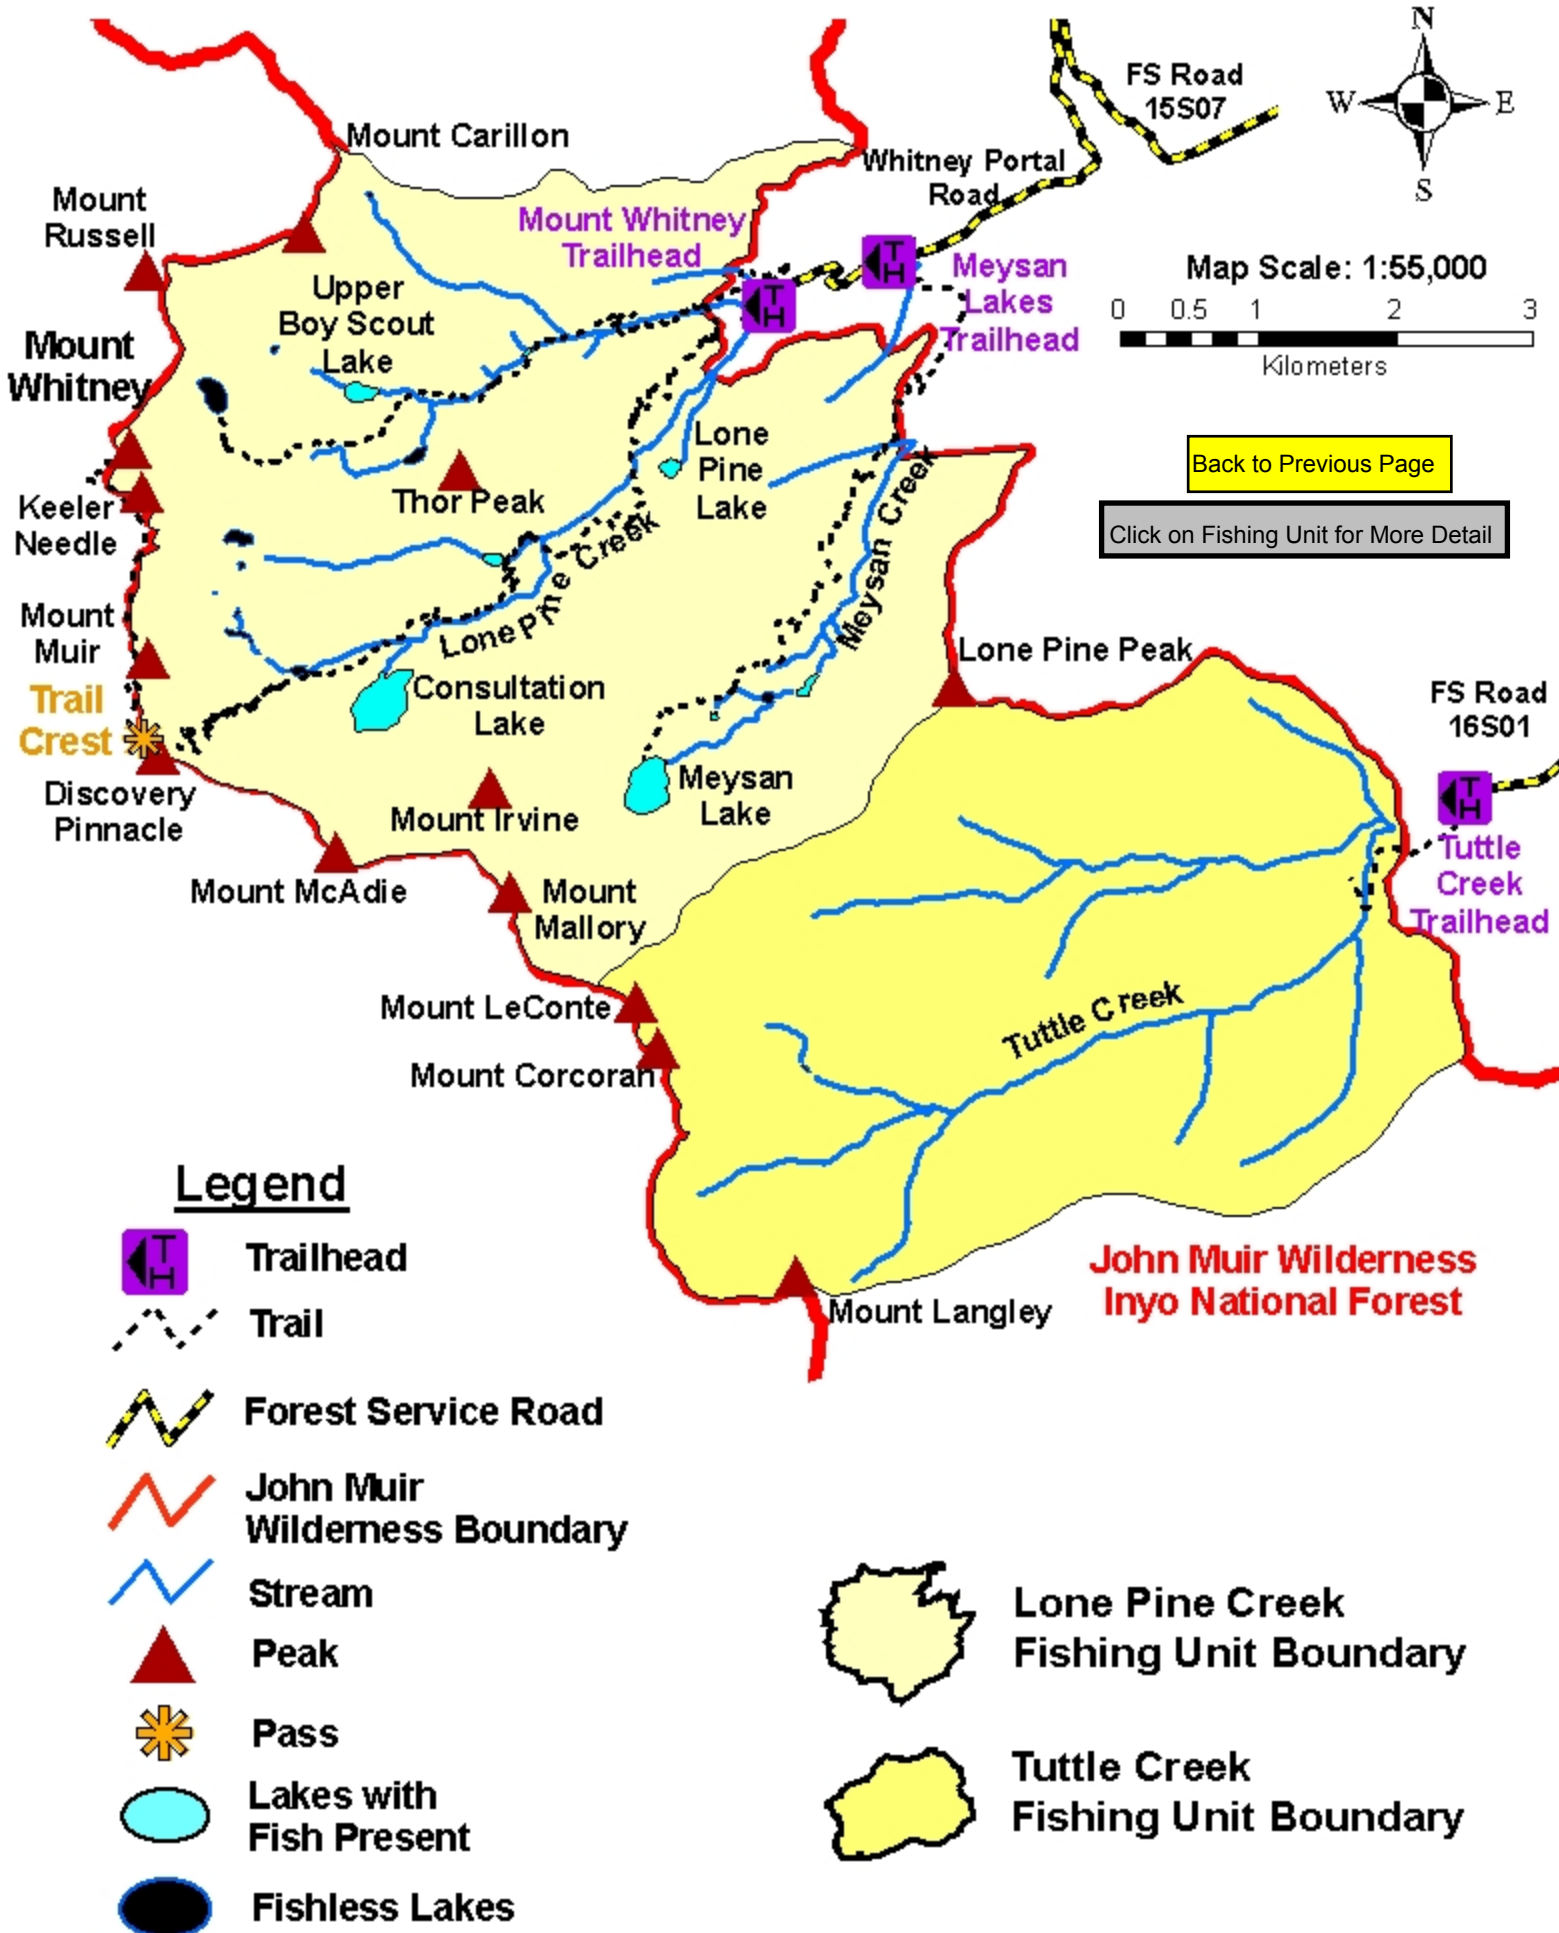 N
W
E
S
FS Road
15S07
Mount Carillon
Whitney Portal
Road
Mount
Russell
Mount Whitney
Trailhead
T
H
T
H
Meysan
Lakes
Trailhead
Map Scale: 1:55,000
0 0.5 1 2 3
Kilometers
Upper
Boy Scout
Lake
Mount
Whitney
Back to Previous Page
Click on Fishing Unit for More Detail
Lone
Pine
Lake
Thor Peak
Keeler
Needle
Lone Pine Creek
Meysan Creek
Mount
Muir
Lone Pine Peak
Trail
Crest
Consultation
Lake
FS Road
16S01
T
H
Discovery
Pinnacle
Meysan
Lake
Mount Irvine
Tuttle
Creek
Trailhead
Mount McAdie
Mount
Mallory
Mount LeConte
Tuttle Creek
Mount Corcoran
John Muir Wilderness
Inyo National Forest
Mount Langley
Legend
T
H
Trailhead
Trail
Forest Service Road
John Muir
Wilderness Boundary
Stream
Peak
Pass
Lakes with
Fish Present
Fishless Lakes
Lone Pine Creek
Fishing Unit Boundary
Tuttle Creek
Fishing Unit Boundary